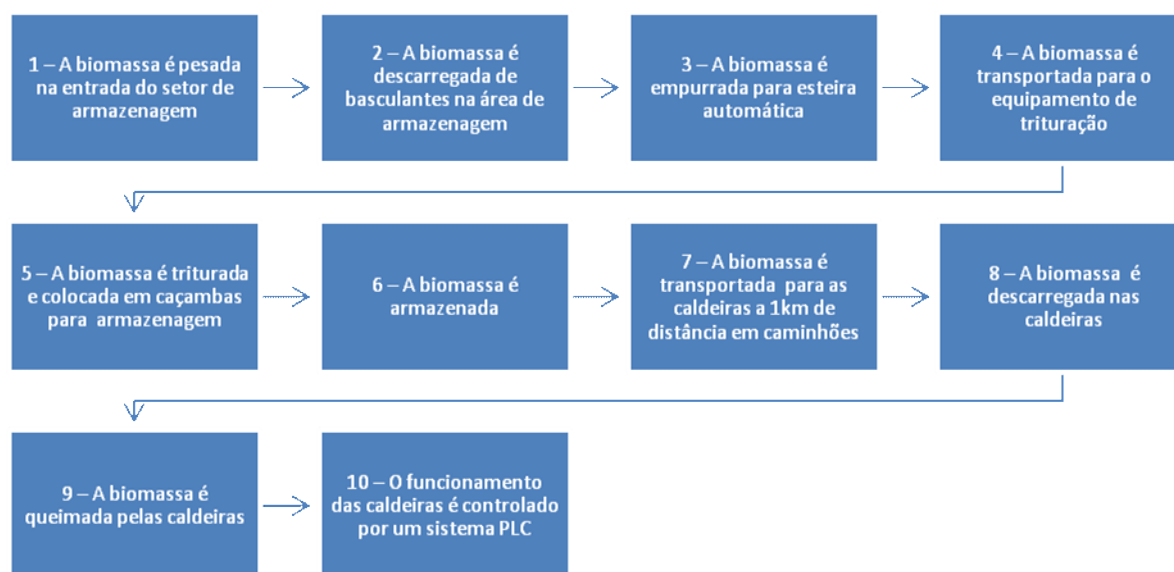 1 – A biomassa é pesada
na entrada do setor de
armazenagem
2 – A biomassa é
descarregada de
basculantes na área de
armazenagem
3 – A biomassa é
empurrada para esteira
automática
4 – A biomassa é
transportada para o
equipamento de
trituração
5 – A biomassa é triturada
e colocada em caçambas
para armazenagem
6 – A biomassa é
armazenada
7 – A biomassa é
transportada para as
caldeiras a 1km de
distância em caminhões
8 – A biomassa é
descarregada nas
caldeiras
9 – A biomassa é
queimada pelas caldeiras
10 – O funcionamento
das caldeiras é controlado
por um sistema PLC